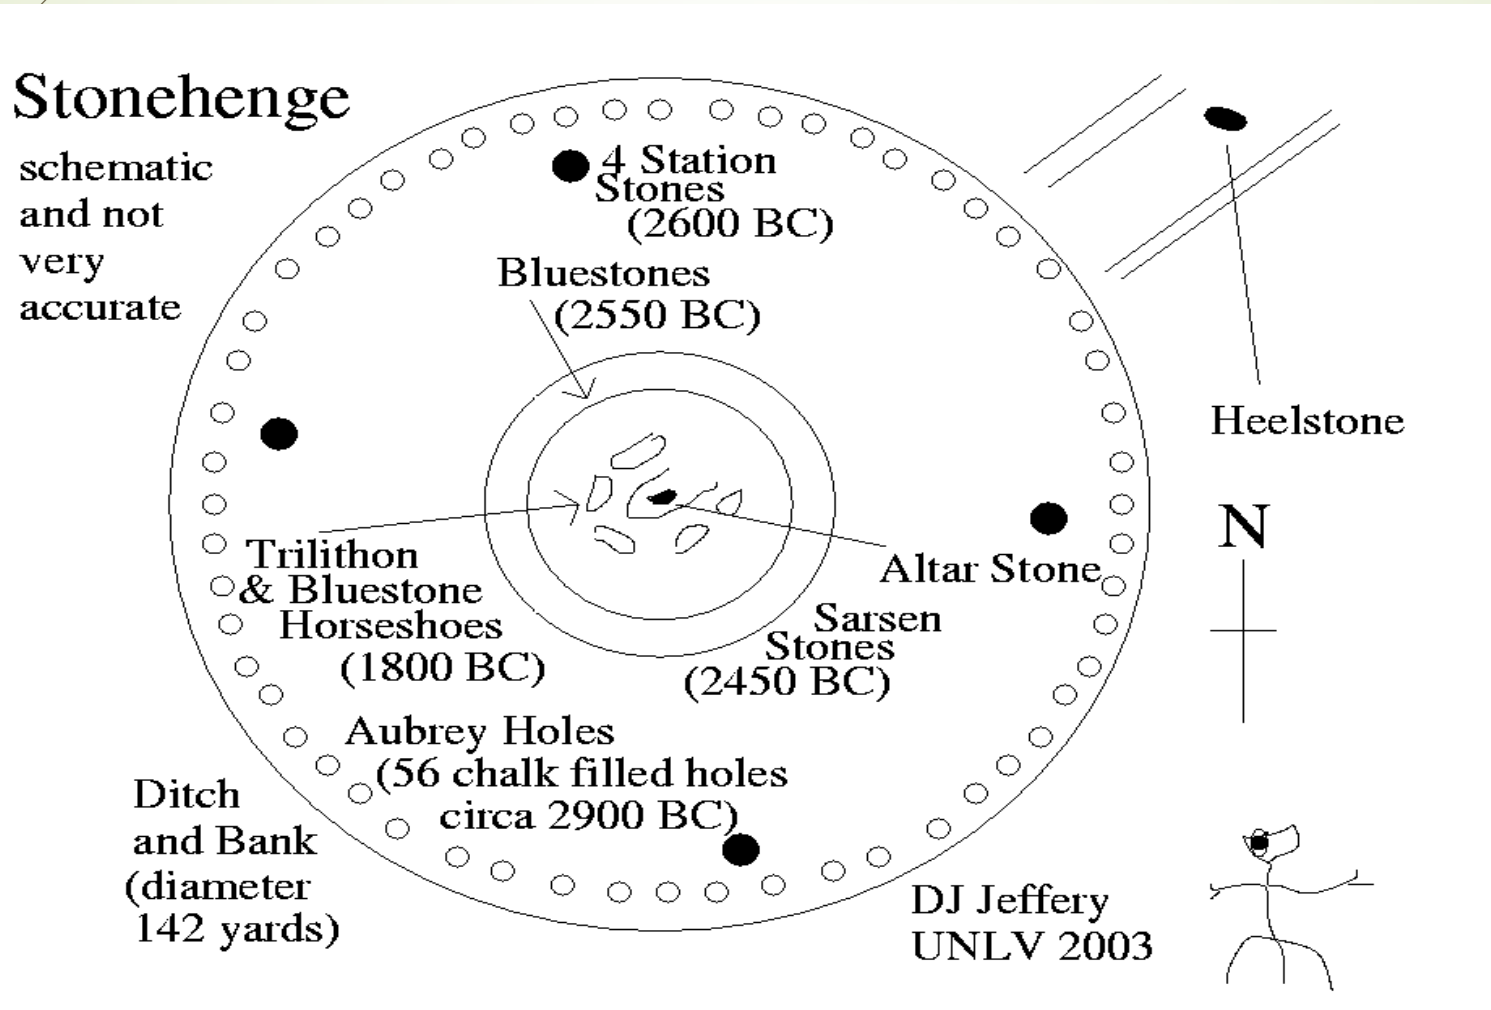 Stonehenge
schematic
and not
very
accurate
4 Station
Stones
(2600 BC)
Bluestones
(2550 BC)
Heelstone
N
Trilithon
& Bluestone
Horseshoes
(1800 BC)
Altar Stone
Sarsen
Stones
(2450 BC)
Aubrey Holes
(56 chalk filled holes
circa 2900 BC)
Ditch
and Bank
(diameter
142 yards)
DJ Jeffery
UNLV 2003